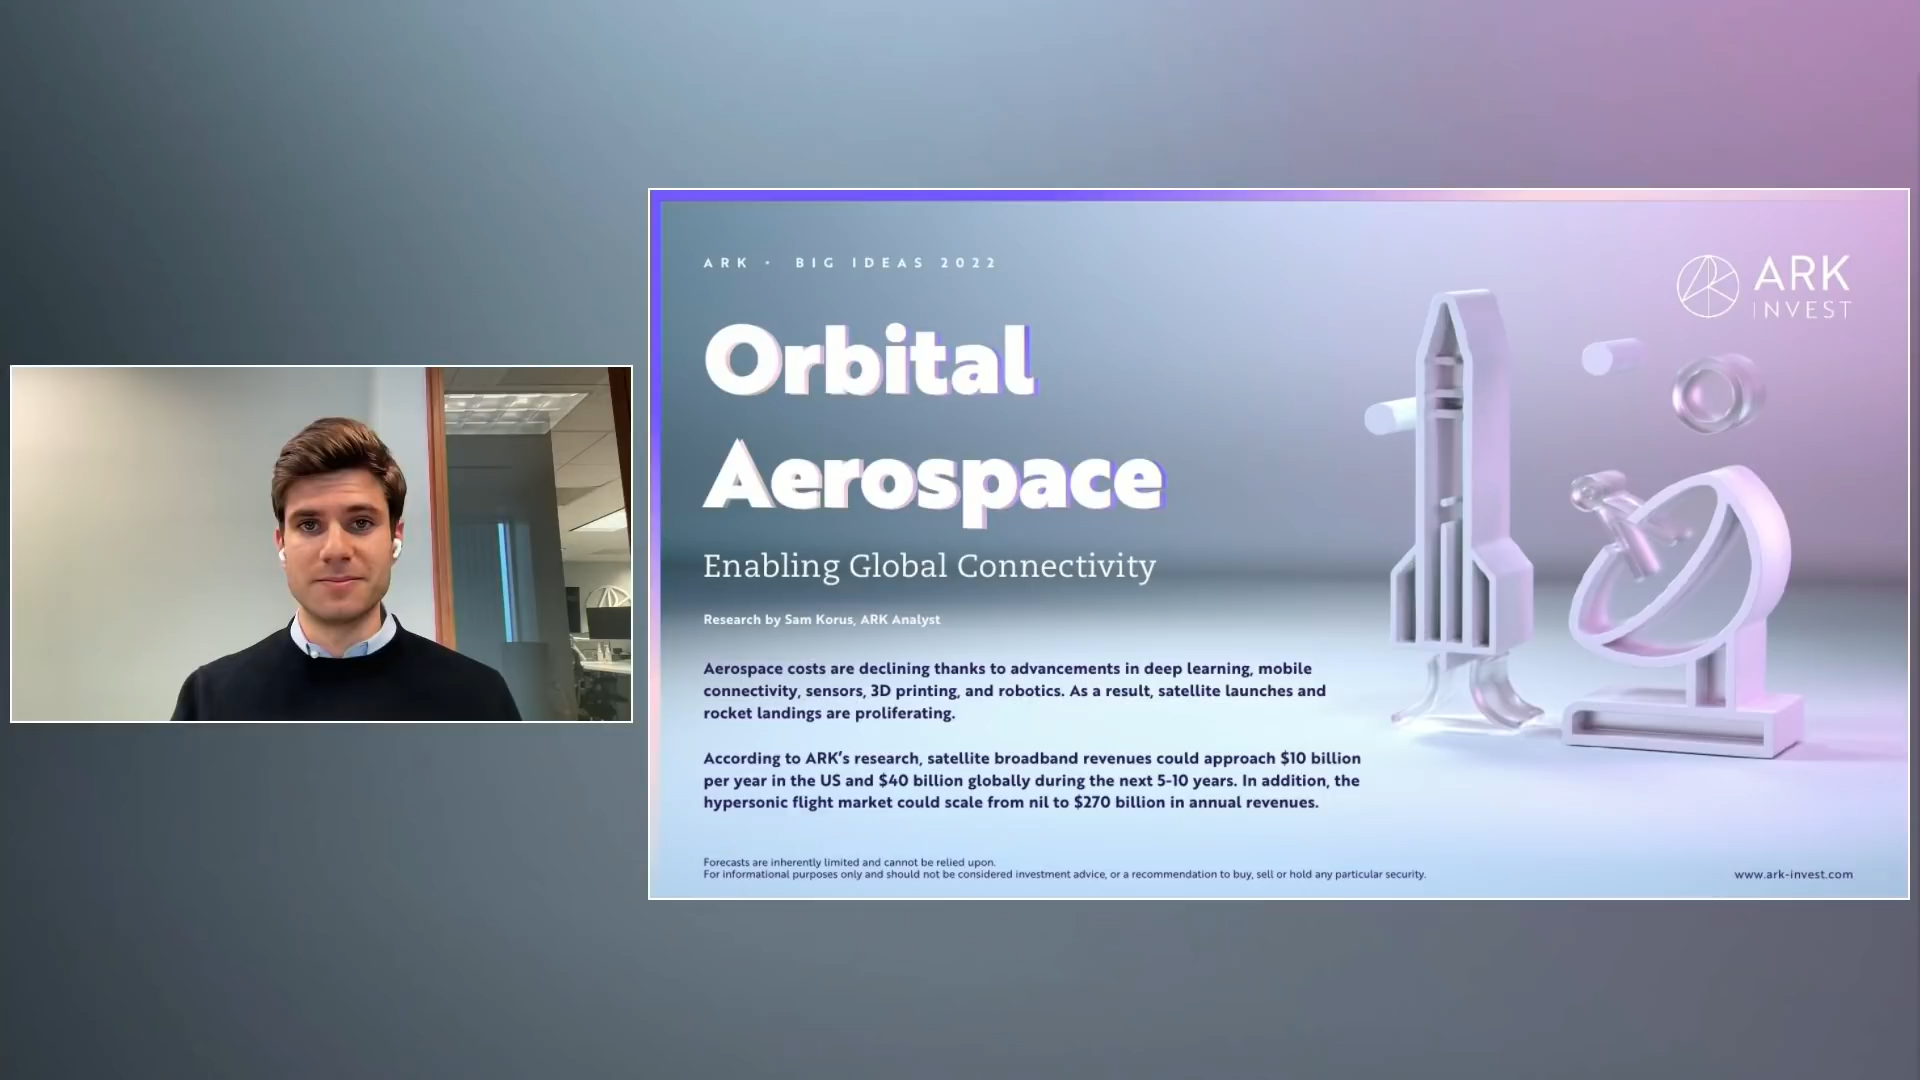 ARK • BIG IDEAS 2022
ARK
INVEST
Orbital
Aerospace
Enabling Global Connectivity
Research by Sam Korus, ARK Analyst
Aerospace costs are declining thanks to advancements in deep learning, mobile
connectivity, sensors, 3D printing, and robotics. As a result, satellite launches and
rocket landings are proliferating.
According to ARK’s research, satellite broadband revenues could approach $10 billion
per year in the US and $40 billion globally during the next 5-10 years. In addition, the
hypersonic flight market could scale from nil to $270 billion in annual revenues.
Forecasts are inherently limited and cannot be relied upon.
For informational purposes only and should not be considered investment advice, or a recommendation to buy, sell or hold any particular security.
www.ark-invest.com